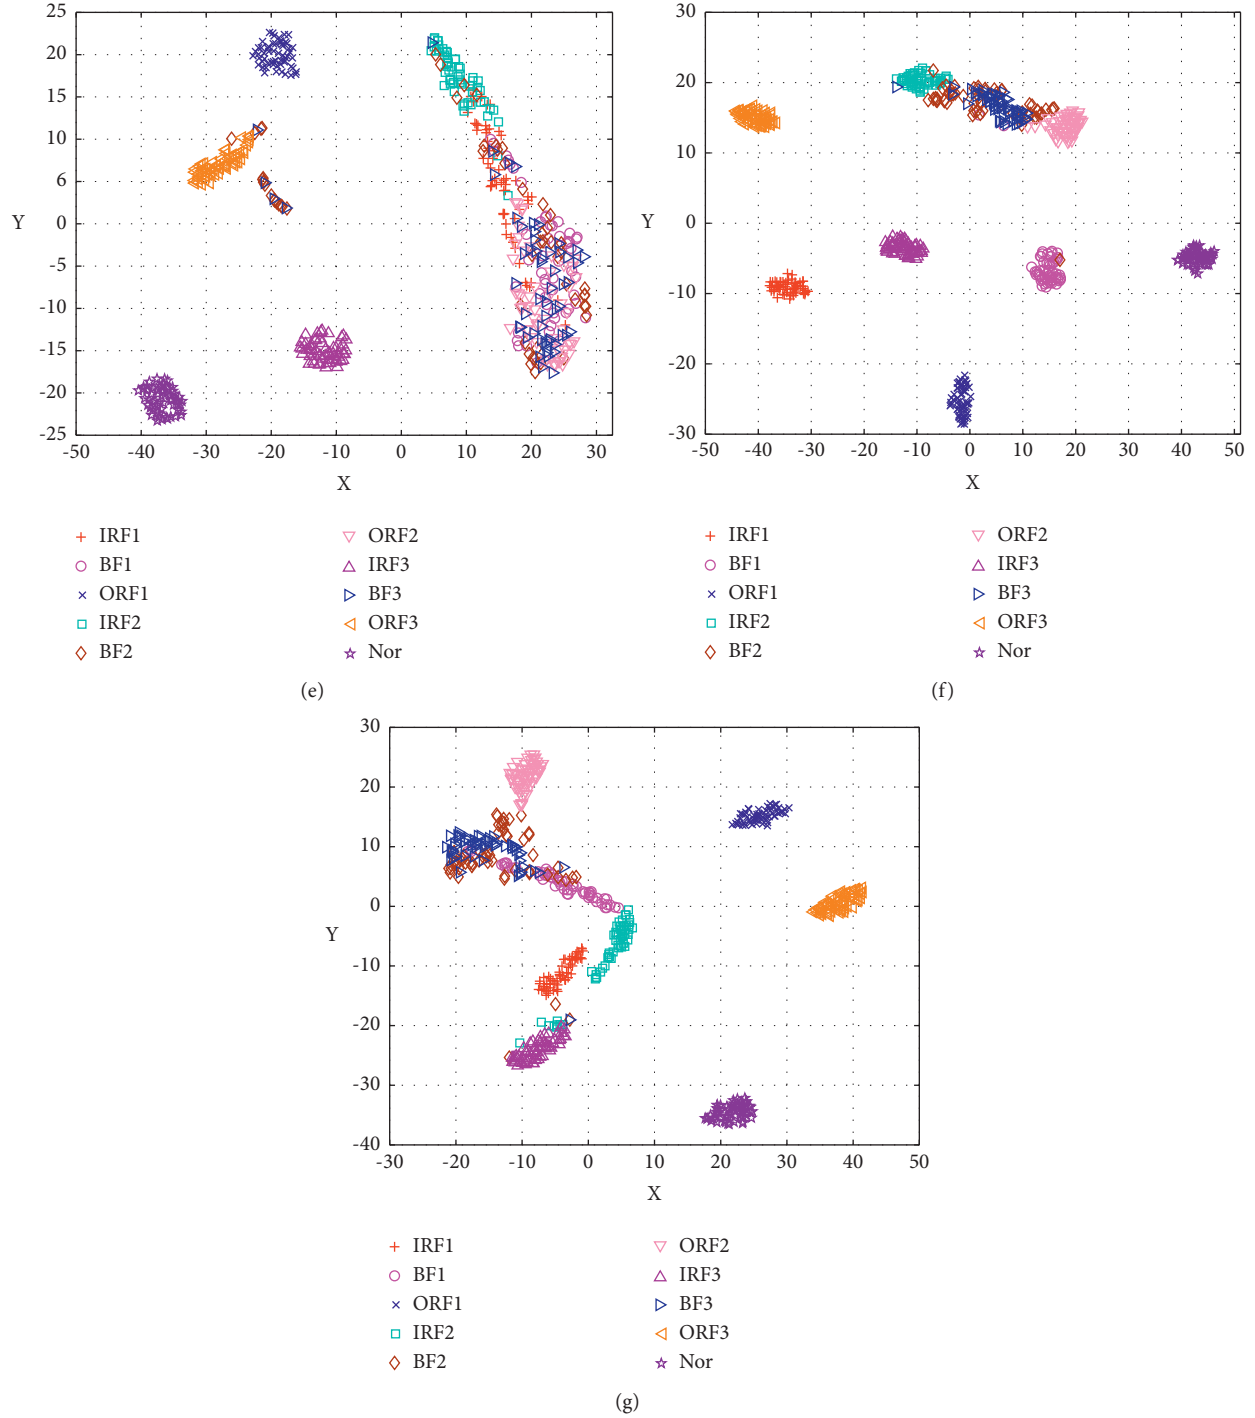 25
22
20
15
10
6
0
-5
-10
-15
-20
-25
Y
-50 -40 -30 -20 -10 0 10 20 30
X
IRF1
BF1
ORF1
IRF2
BF2
ORF2
IRF3
BF3
ORF3
Nor
(e)
30
20
10
0
-10
-20
-30
Y
-50 -40 -30 -20 -10 0 10 20 30 40 50
X
IRF1
BF1
ORF1
IRF2
BF2
ORF2
IRF3
BF3
ORF3
Nor
(f)
30
20
10
0
-10
-20
-30
-40
Y
-30 -20 -10 0 10 20 30 40 50
X
IRF1
BF1
ORF1
IRF2
BF2
ORF2
IRF3
BF3
ORF3
Nor
(g)